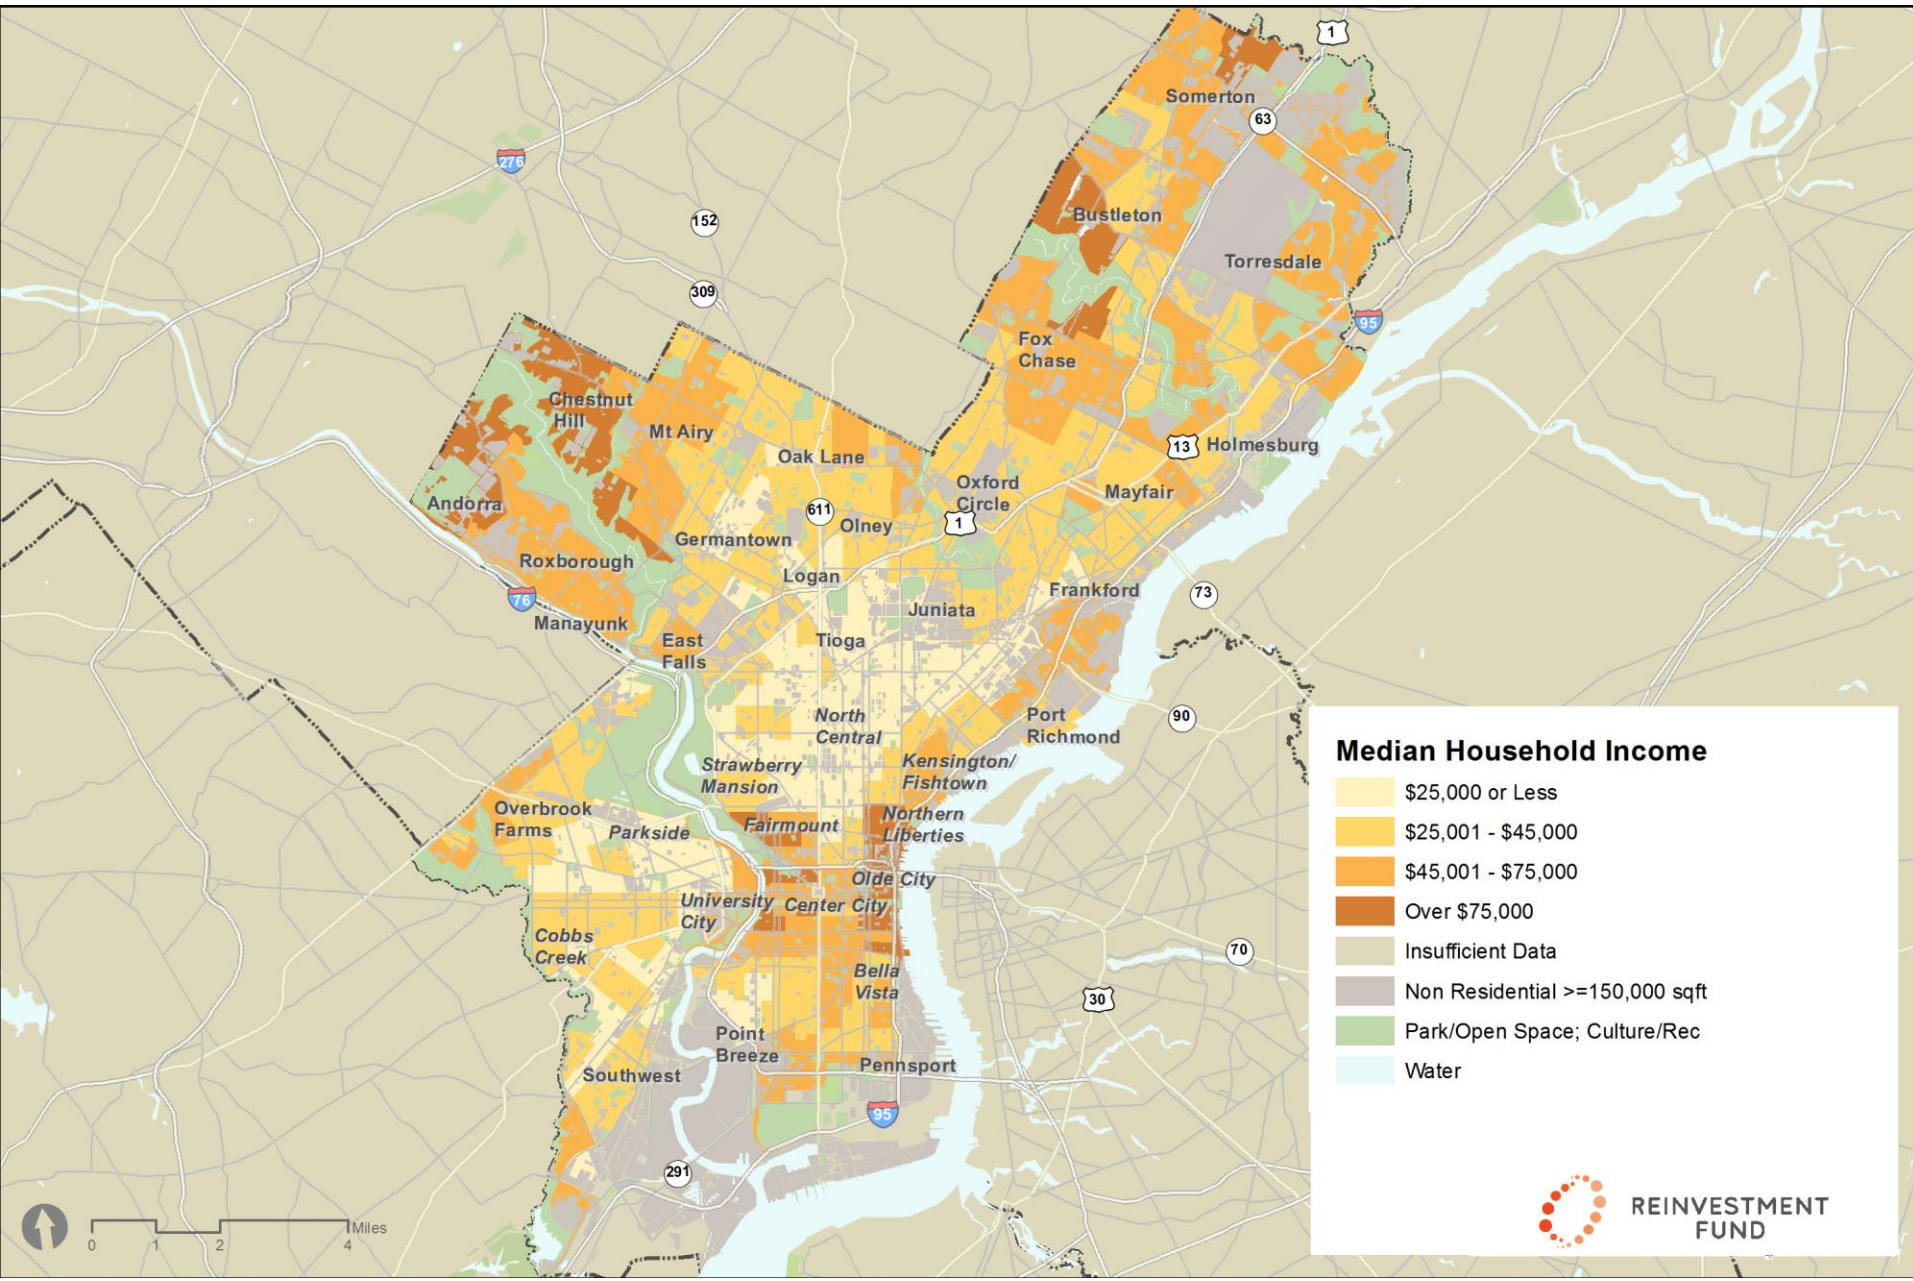 1
Somerton
63
276
152
Bustleton
Torresdale
309
95
Fox
Chase
Chestnut
Hill
Mt Airy
13
Holmesburg
Oak Lane
Oxford
Circle
Mayfair
Andorra
611
Olney
1
Germantown
Roxborough
Logan
Frankford
73
76
Juniata
Manayunk
East
Falls
Tioga
North
Central
Port
Richmond
90
Strawberry
Mansion
Kensington/
Fishtown
Overbrook
Farms
Parkside
Fairmount
Northern
Liberties
Olde City
University
City
Center City
Cobbs
Creek
70
Bella
Vista
30
Point
Breeze
Pennsport
Southwest
95
291
Median Household Income
$25,000 or Less
$25,001 - $45,000
$45,001 - $75,000
Over $75,000
Insufficient Data
Non Residential >=150,000 sqft
Park/Open Space; Culture/Rec
Water
REINVESTMENT
FUND
Miles
0 1 2 4